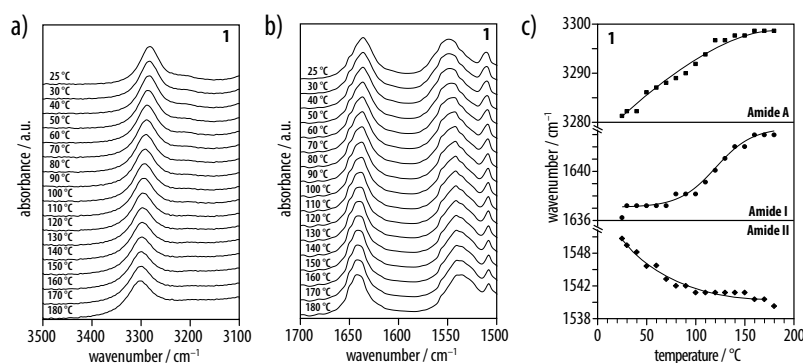 a)
1
absorbance / a.u.
25 °C
30 °C
40 °C
50 °C
60 °C
70 °C
80 °C
90 °C
100 °C
110 °C
120 °C
130 °C
140 °C
150 °C
160 °C
170 °C
180 °C
3500 3400 3300 3200 3100
wavenumber / cm⁻¹
b)
1
absorbance / a.u.
25 °C
30 °C
40 °C
50 °C
60 °C
70 °C
80 °C
90 °C
100 °C
110 °C
120 °C
130 °C
140 °C
150 °C
160 °C
170 °C
180 °C
1700 1650 1600 1550 1500
wavenumber / cm⁻¹
c)
1
wavenumber / cm⁻¹
3300
3290
3280
Amide A
1640
1636
Amide I
Amide II
1548
1542
1538
0 50 100 150 200
temperature / °C